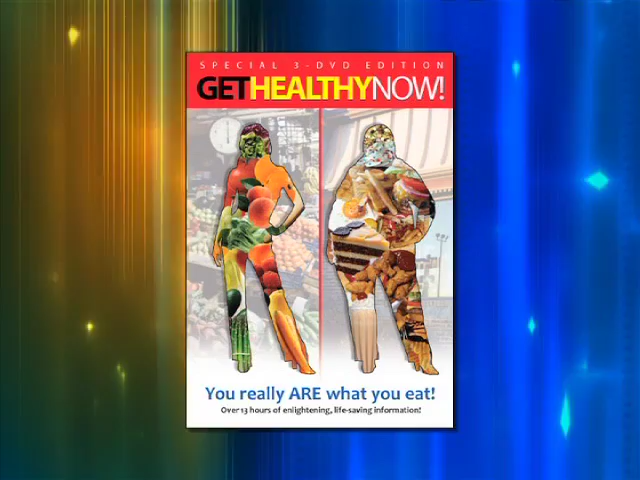 SPECIAL 3-DVD EDITION
GETHEALTHYNOW!
You really ARE what you eat!
Over 13 hours of enlightening, life-saving information!